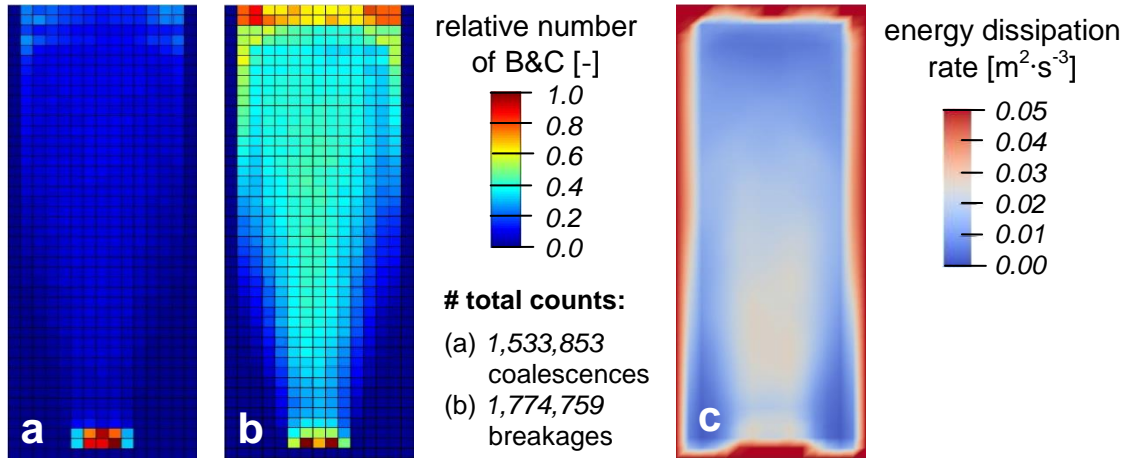 relative number
of B&C [-]
1.0
0.8
0.6
0.4
0.2
0.0
# total counts:
(a) 1,533,853
coalescences
(b) 1,774,759
breakages
energy dissipation
rate [m²·s⁻³]
0.05
0.04
0.03
0.02
0.01
0.00
a
b
c